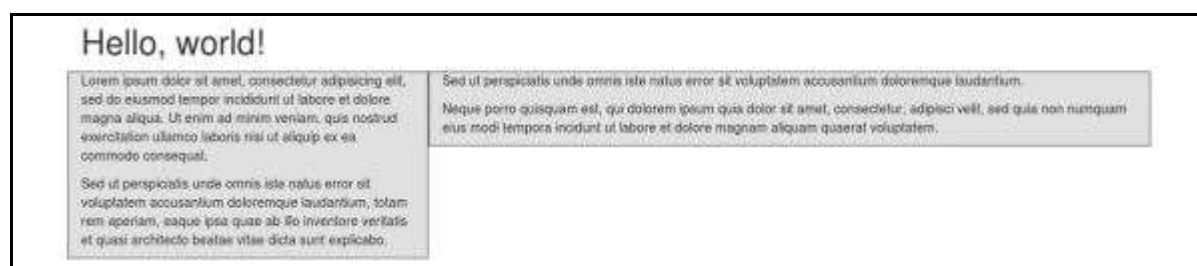 Hello, world!
Lorem ipsum dolor sit amet, consectetur adipisicing elit,
sed do eiusmod tempor incididunt ut labore et dolore
magna aliqua. Ut enim ad minim veniam, quis nostrud
exercitation ullamco laboris nisi ut aliquip ex ea
commodo consequat.
Sed ut perspiciatis unde omnis iste natus error sit
voluptatem accusantium doloremque laudantium, totam
rem aperiam, eaque ipsa quae ab illo inventore veritatis
et quasi architecto beatae vitae dicta sunt explicabo.
Sed ut perspiciatis unde omnis iste natus error sit voluptatem accusantium doloremque laudantium.
Neque porro quisquam est, qui dolorem ipsum quia dolor sit amet, consectetur, adipisci velit, sed quia non numquam
eius modi tempora incidunt ut labore et dolore magnam aliquam quaerat voluptatem.